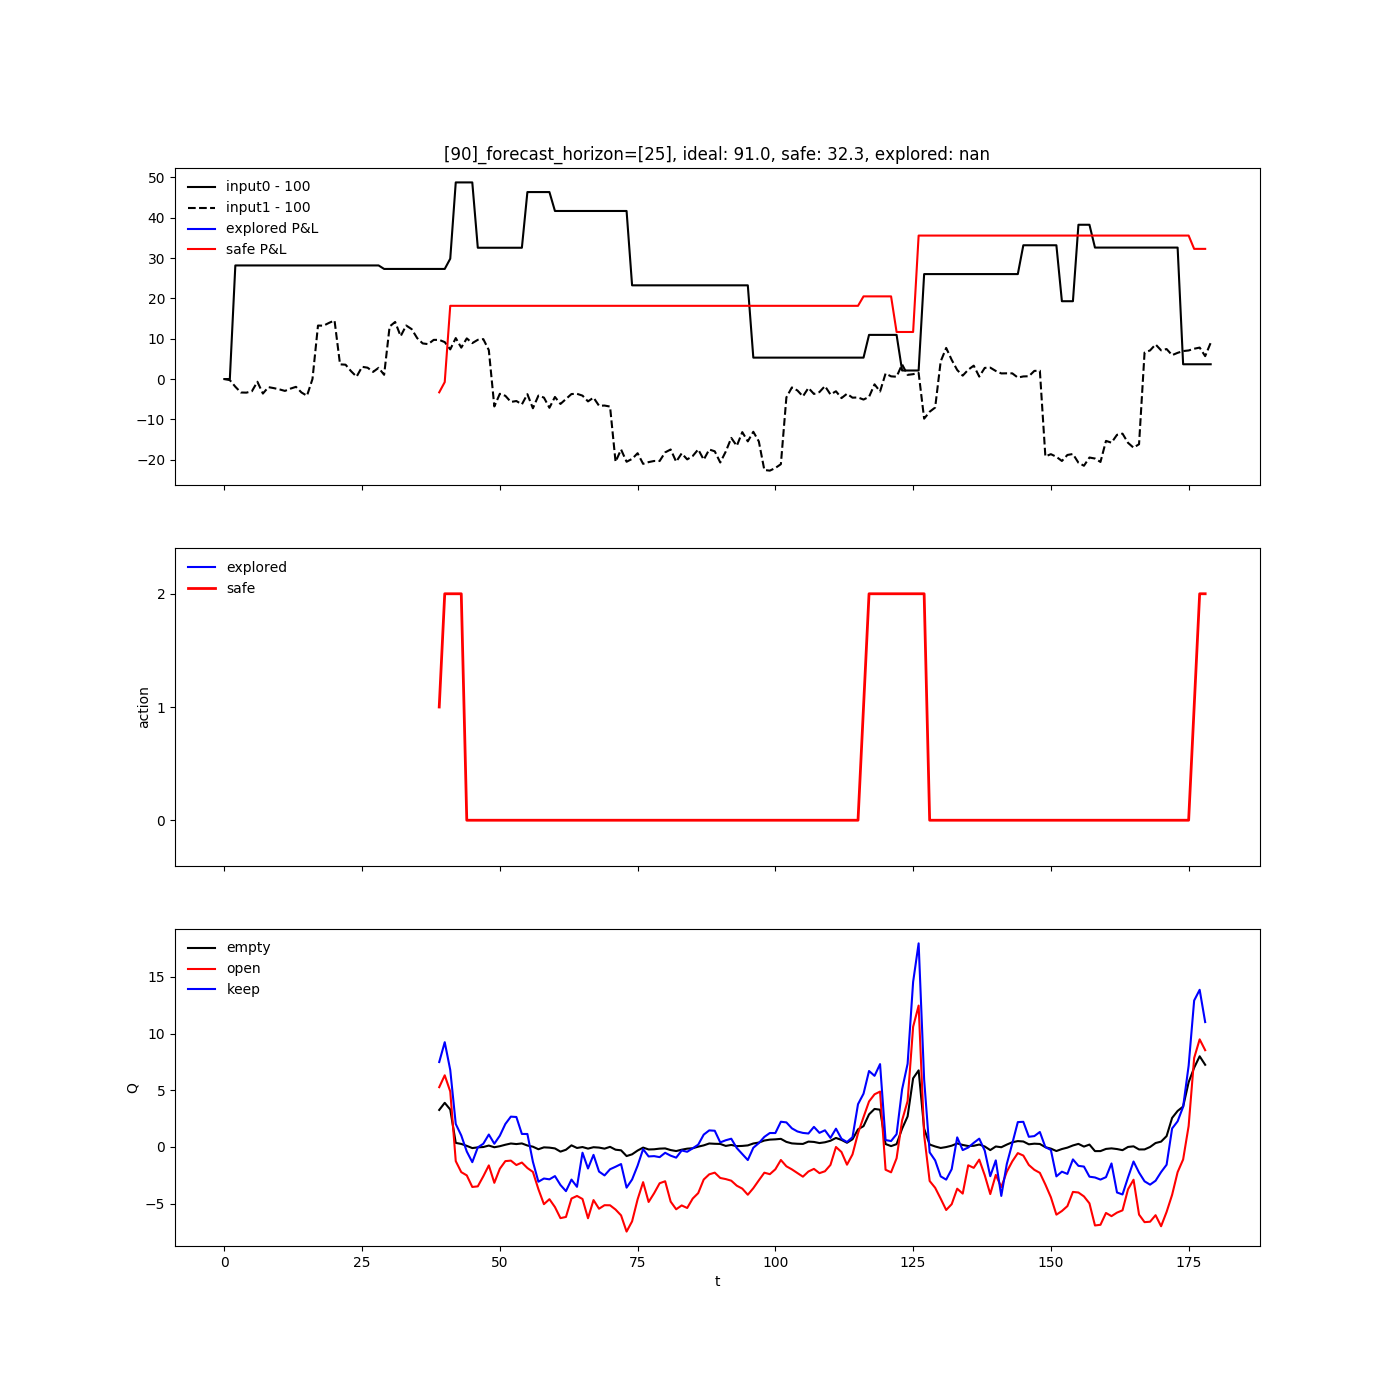 [90]_forecast_horizon=[25], ideal: 91.0, safe: 32.3, explored: nan
50
40
30
20
10
0
−10
−20
input0 - 100
input1 - 100
explored P&L
safe P&L
2
1
0
action
explored
safe
15
10
5
0
−5
Q
empty
open
keep
0 25 50 75 100 125 150 175
t